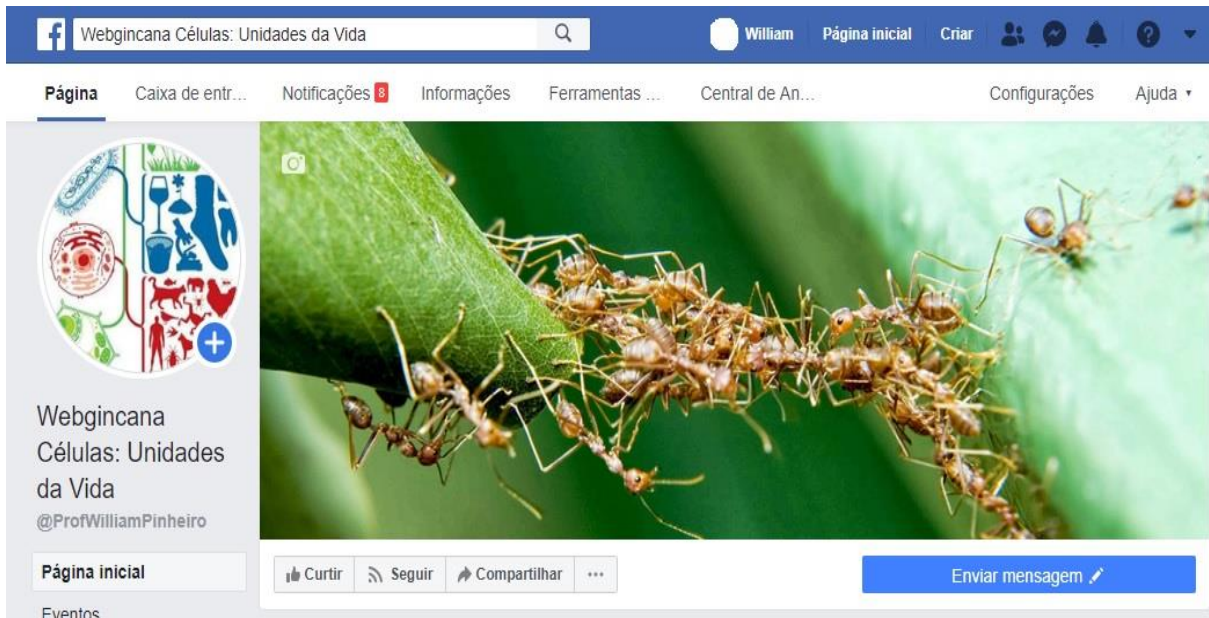 f Webgincana Células: Unidades da Vida William Página inicial Criar ?
Página Caixa de entr... Notificações 8 Informações Ferramentas ... Central de An... Configurações Ajuda
Webgincana
Células: Unidades
da Vida
@ProfWilliamPinheiro
Página inicial
Curtir Seguir Compartilhar ... Enviar mensagem
Eventos